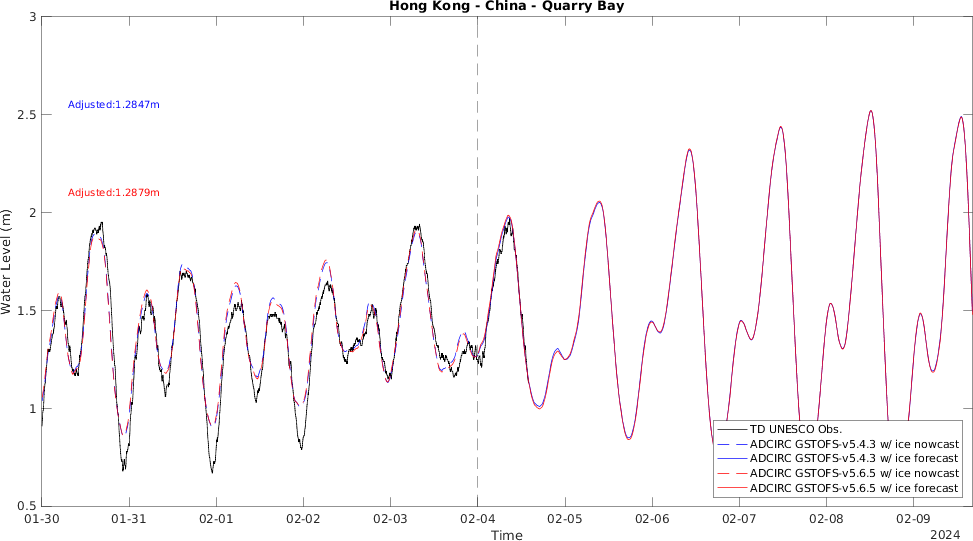 Hong Kong - China - Quarry Bay
3
2.5
2
1.5
1
0.5
Water Level (m)
Adjusted:1.2847m
Adjusted:1.2879m
TD UNESCO Obs.
ADCIRC GSTOFS-v5.4.3 w/ ice nowcast
ADCIRC GSTOFS-v5.4.3 w/ ice forecast
ADCIRC GSTOFS-v5.6.5 w/ ice nowcast
ADCIRC GSTOFS-v5.6.5 w/ ice forecast
01-30 01-31 02-01 02-02 02-03 02-04 02-05 02-06 02-07 02-08 02-09
Time
2024